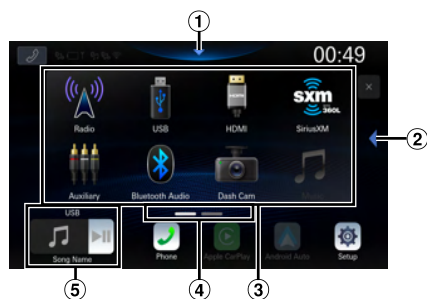 1
00:49
sxm
360L
Radio
USB
HDMI
SiriusXM
2
Auxiliary
Bluetooth Audio
Dash Cam
USB
Song Name
Phone
Apple CarPlay
Android Auto
Setup
5
4
3